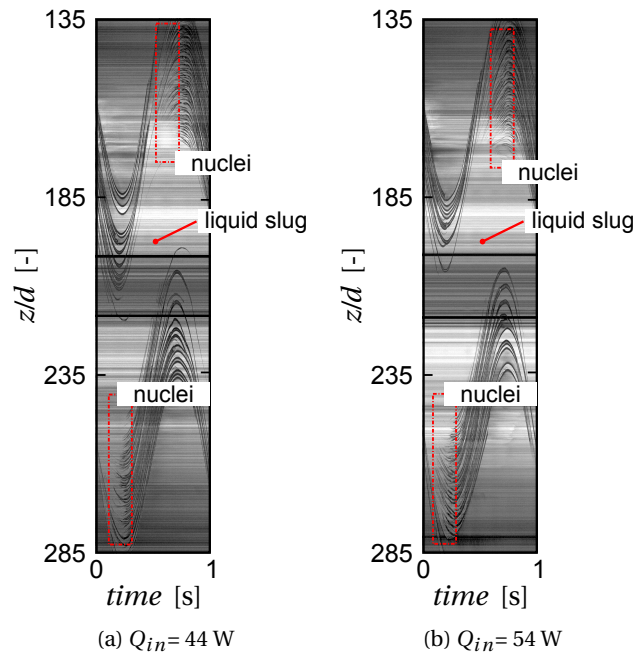 135
nuclei
185
liquid slug
z/d [-]
235
nuclei
285
0 1
time [s]
(a) Q_in= 44 W
135
nuclei
185
liquid slug
z/d [-]
235
nuclei
285
0 1
time [s]
(b) Q_in= 54 W